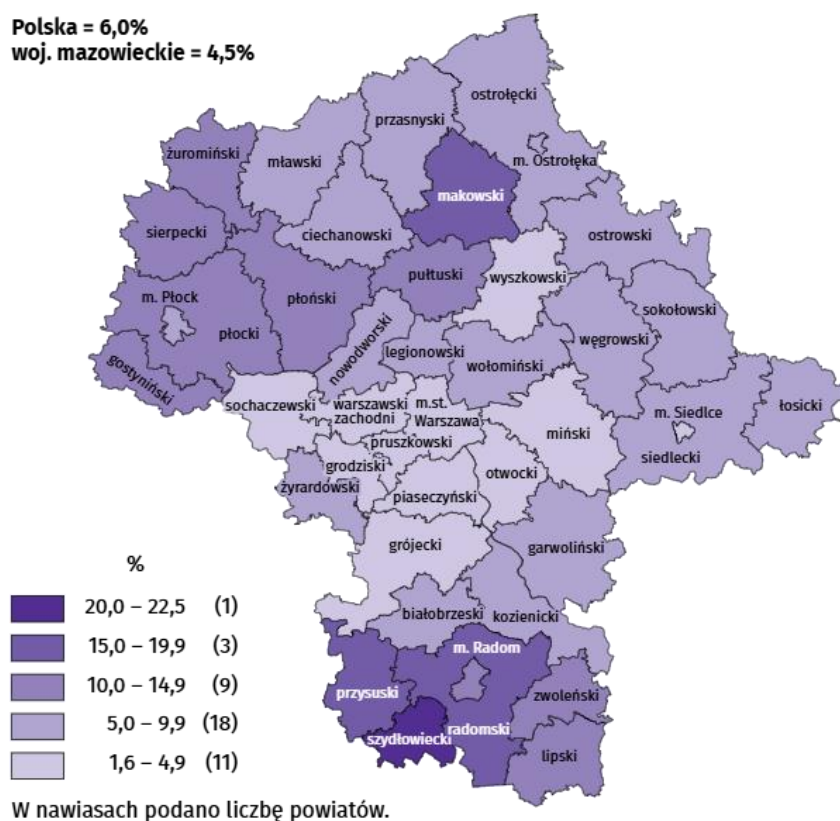 Polska = 6,0%
woj. mazowieckie = 4,5%
ostrołęcki
przasnyski
żuromiński
mławski
m. Ostrołęka
makowski
sierpecki
ciechanowski
ostrowski
pułtuski
wyszkowski
m. Płock
płoński
sokołowski
płocki
węgrowski
nowodworski
legionowski
wołomiński
gostyniński
sochaczewski
warszawski
zachodni
m.st.
Warszawa
m. Siedlce
łosicki
miński
pruszkowski
siedlecki
grodziski
otwocki
żyrardowski
piaseczyński
grójecki
garwoliński
białobrzeski
kozienicki
m. Radom
przysuski
zwoleński
szydłowiecki
radomski
lipski
%
20,0 – 22,5 (1)
15,0 – 19,9 (3)
10,0 – 14,9 (9)
5,0 – 9,9 (18)
1,6 – 4,9 (11)
W nawiasach podano liczbę powiatów.